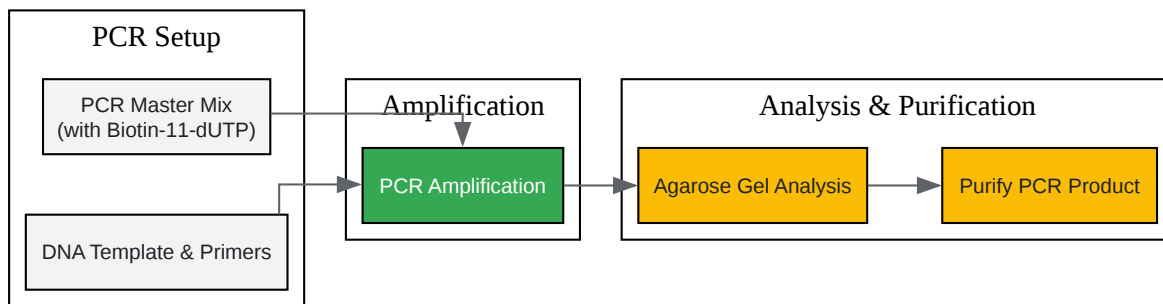 PCR Setup
PCR Master Mix
(with Biotin-11-dUTP)
DNA Template & Primers
Amplification
PCR Amplification
Analysis & Purification
Agarose Gel Analysis
Purify PCR Product